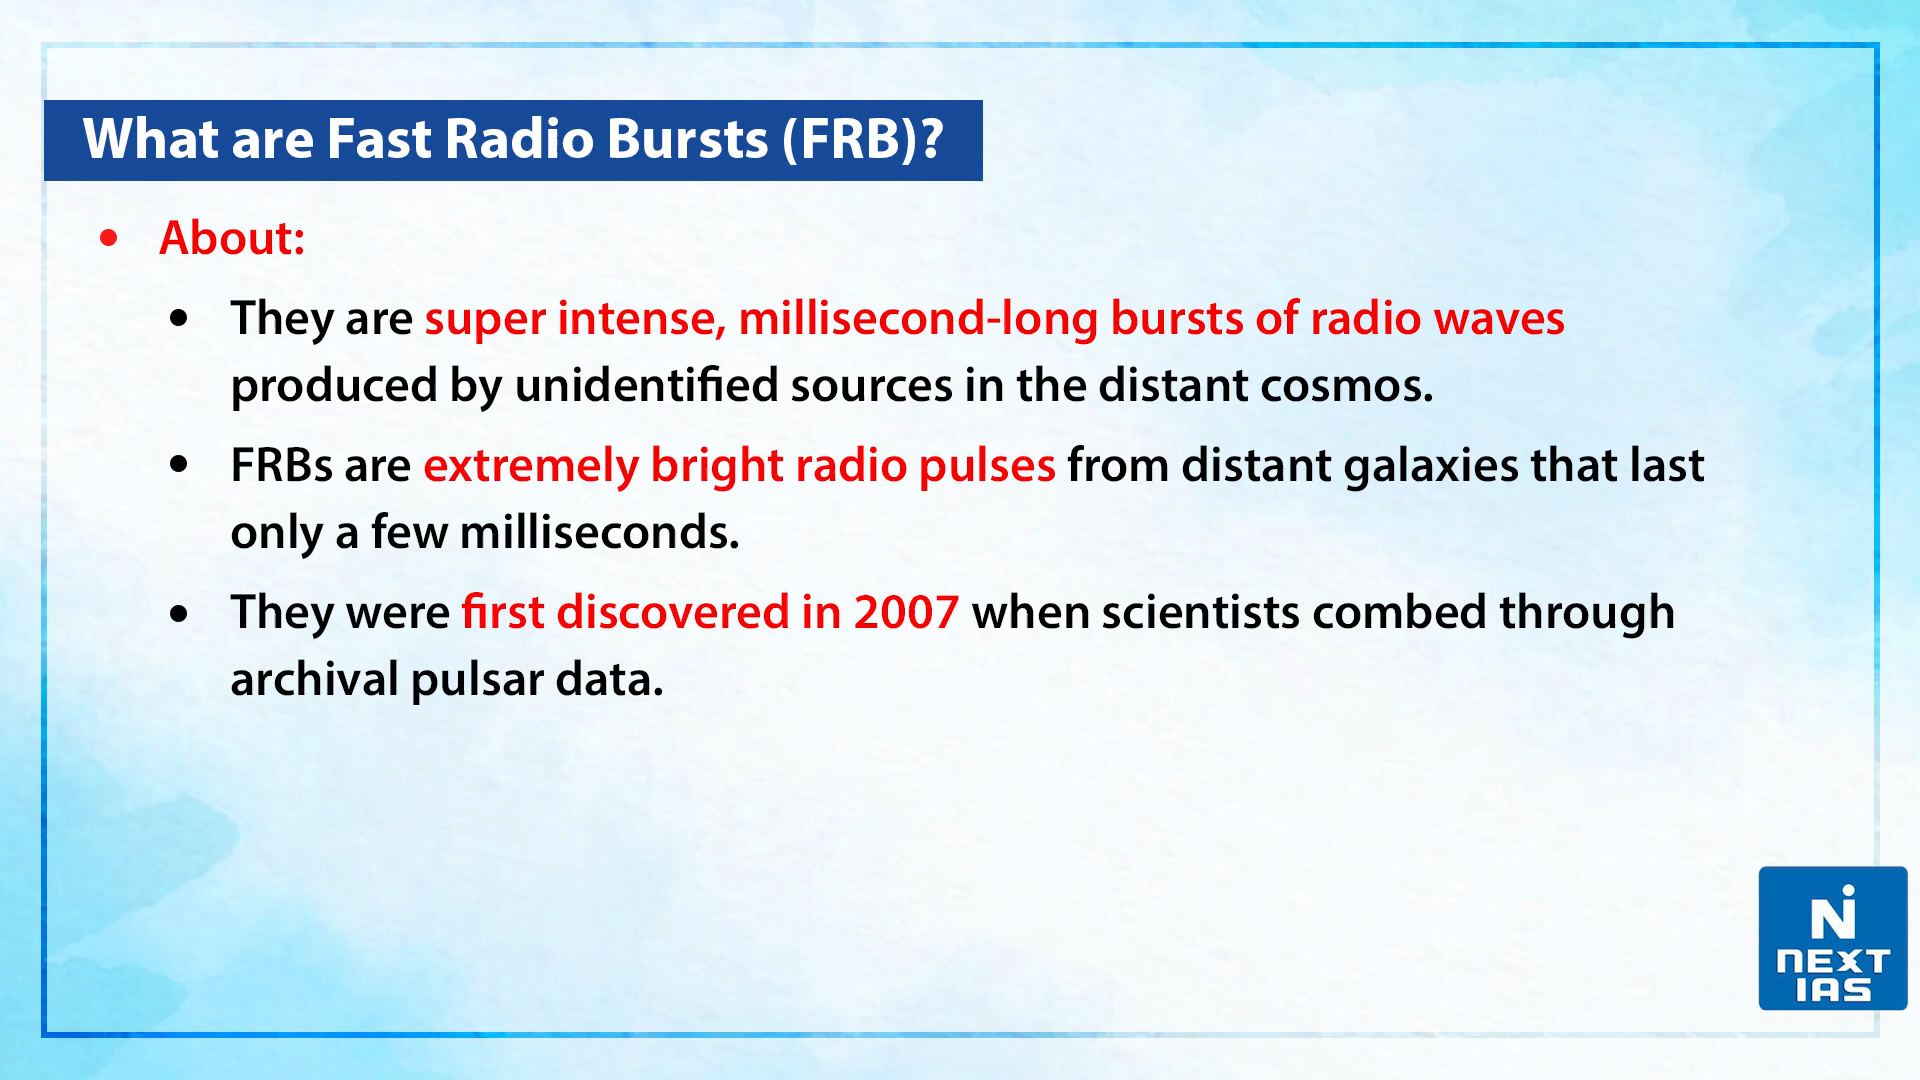 What are Fast Radio Bursts (FRB)?
• About:
• They are super intense, millisecond-long bursts of radio waves
produced by unidentified sources in the distant cosmos.
• FRBs are extremely bright radio pulses from distant galaxies that last
only a few milliseconds.
• They were first discovered in 2007 when scientists combed through
archival pulsar data.
N
NEXT
IAS